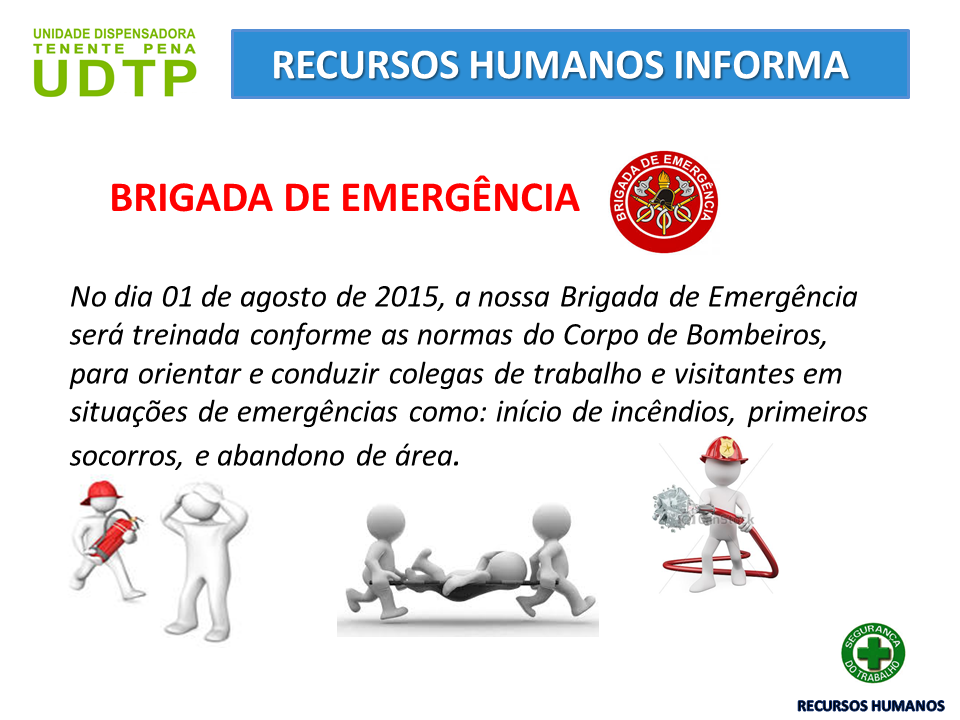 UNIDADE DISPENSADORA
TENENTE PENA
UDTP
RECURSOS HUMANOS INFORMA
BRIGADA DE EMERGÊNCIA
BRIGADA DE EMERGÊNCIA
No dia 01 de agosto de 2015, a nossa Brigada de Emergência
será treinada conforme as normas do Corpo de Bombeiros,
para orientar e conduzir colegas de trabalho e visitantes em
situações de emergências como: início de incêndios, primeiros
socorros, e abandono de área.
SEGURANÇA
DO TRABALHO
RECURSOS HUMANOS